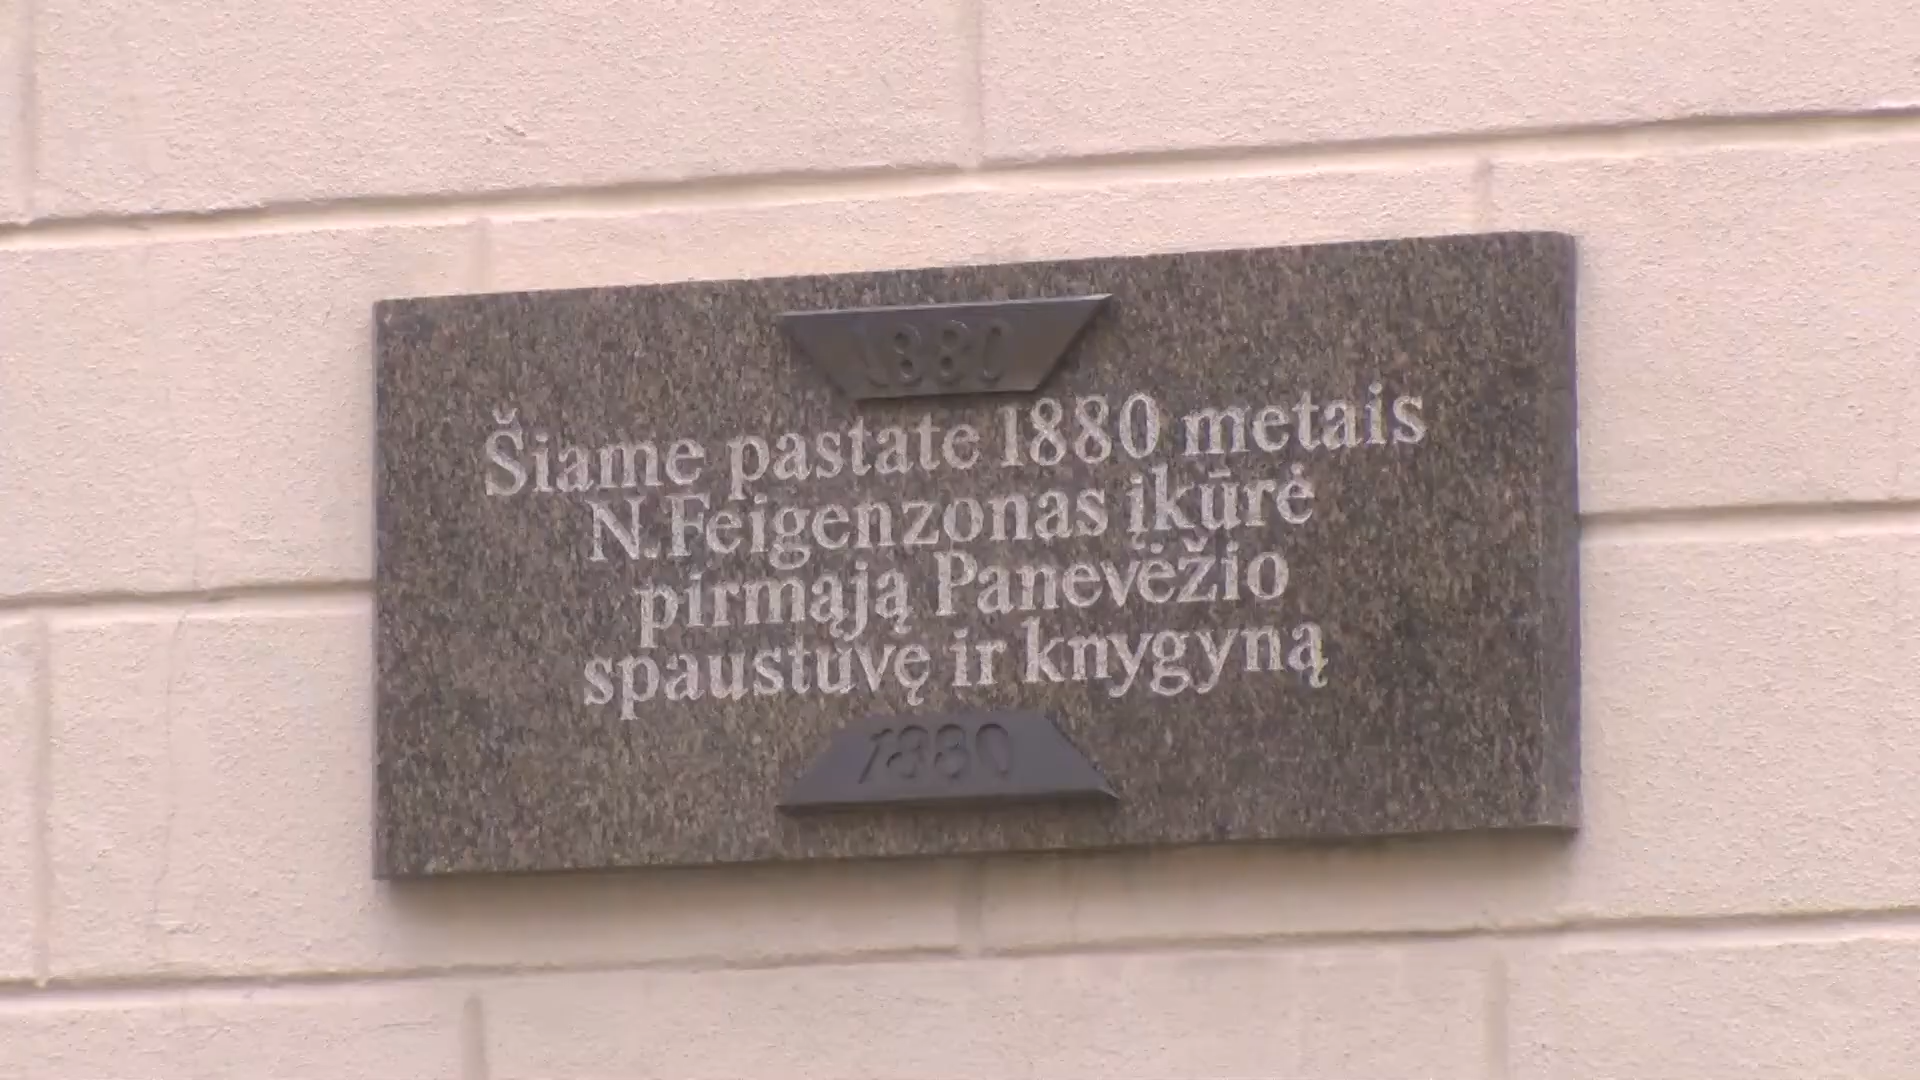 1880
Šiame pastate 1880 metais
N.Feigenzonas įkūrė
pirmąją Panevėžio
spaustuvę ir knygyną
1880